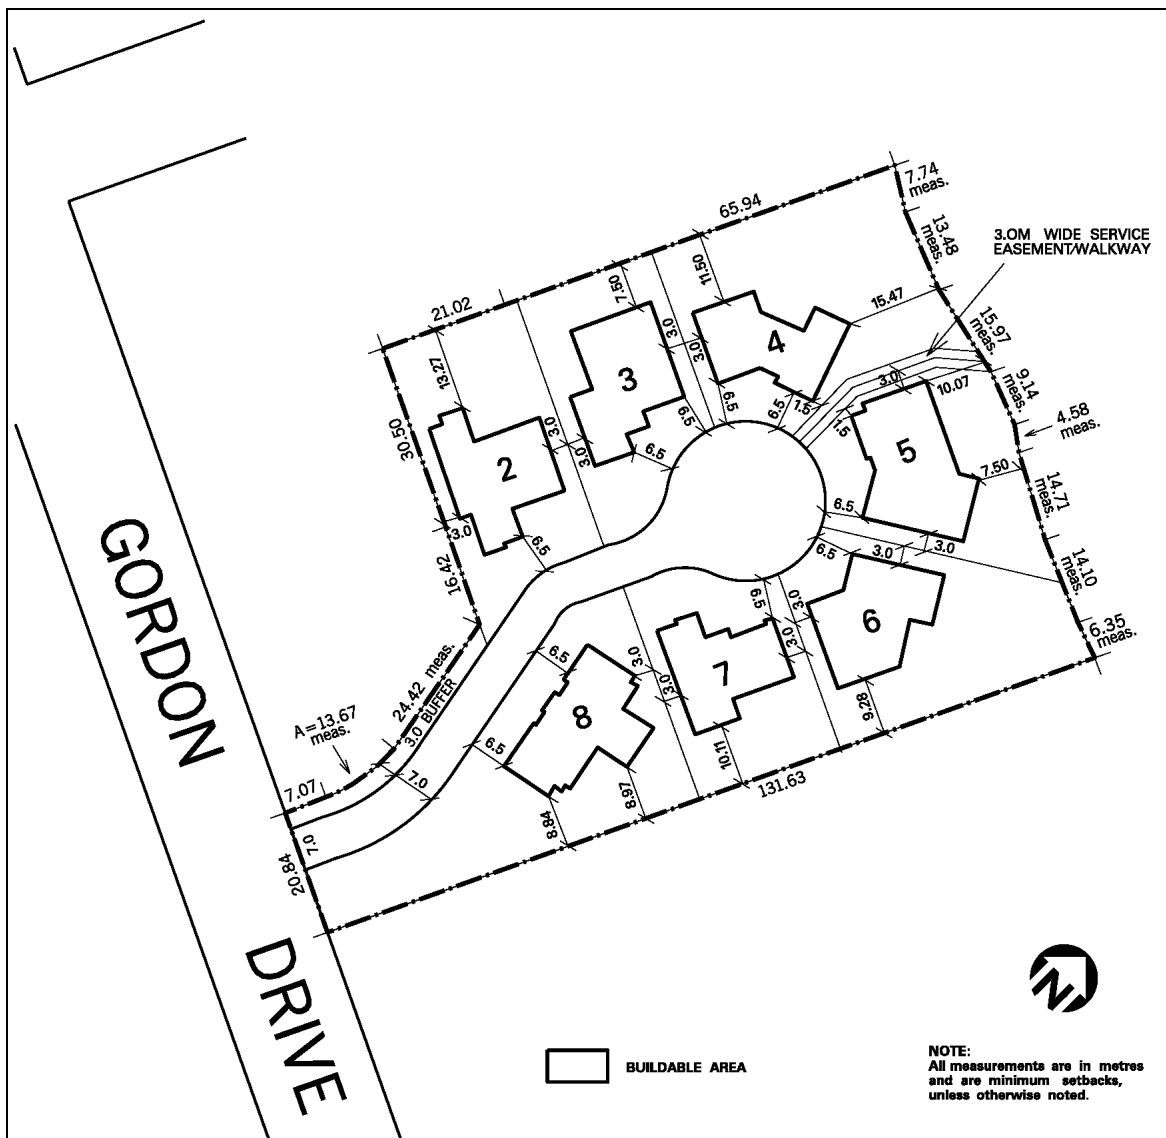 7.74
meas.
65.94
13.48
meas.
3.0M WIDE SERVICE
EASEMENT/WALKWAY
11.50
7.50
15.47
21.02
15.97
meas.
3.0
3.0
4
13.27
3
3.0
9.14
meas.
10.07
6.5
6.5
6.5
1.5
1.5
4.58
meas.
30.50
3.0
3.0
6.5
2
5
7.50
14.71
meas.
3.0
6.5
6.5
3.0
3.0
6.5
14.10
meas.
16.42
GORDON
6.5
3.0
3.0
6
6.35
meas.
24.42 meas.
3.0 BUFFER
6.5
3.0
3.0
7
8
9.28
A=13.67
meas.
6.5
7.0
10.11
131.63
7.07
8.97
8.84
7.0
20.84
DRIVE
N
BUILDABLE AREA
NOTE:
All measurements are in metres
and are minimum setbacks,
unless otherwise noted.